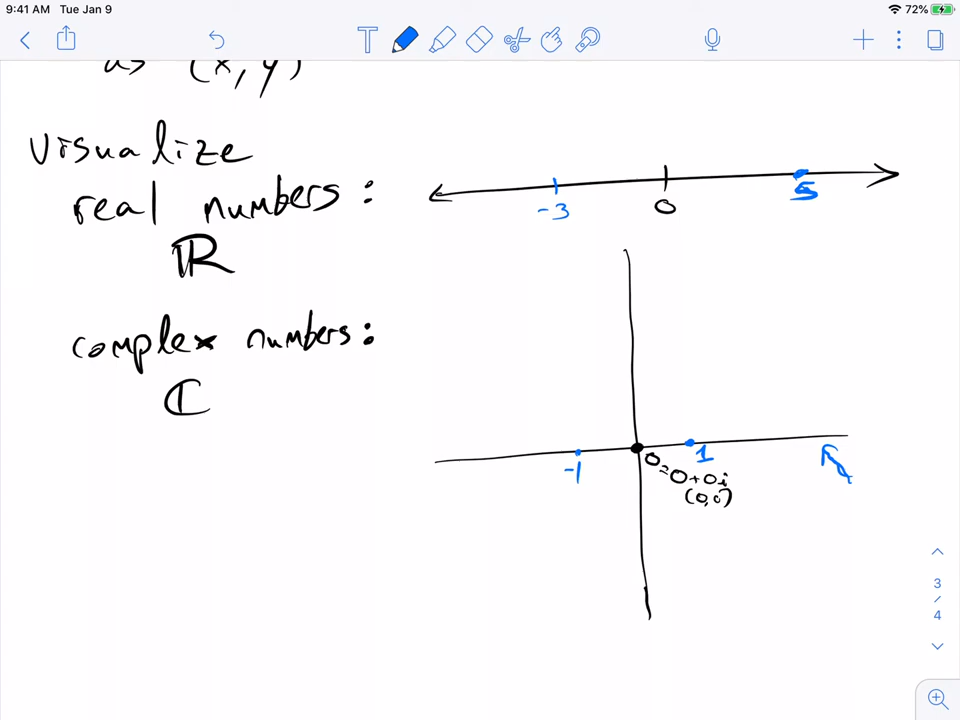 9:41 AM Tue Jan 9
72%
as (x, y)
Visualize
real numbers:
ℝ
-3
0
5
complex numbers:
ℂ
-1
1
0=0+0i
(0,0)
3
/
4